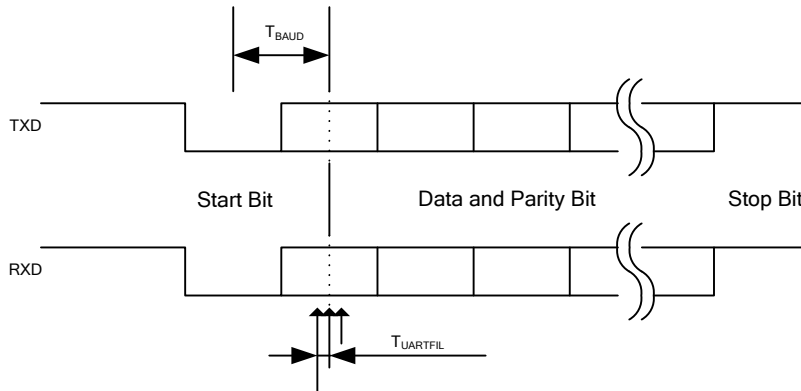 TBAUD
TXD
Start Bit
Data and Parity Bit
Stop Bit
RXD
TUARTFIL